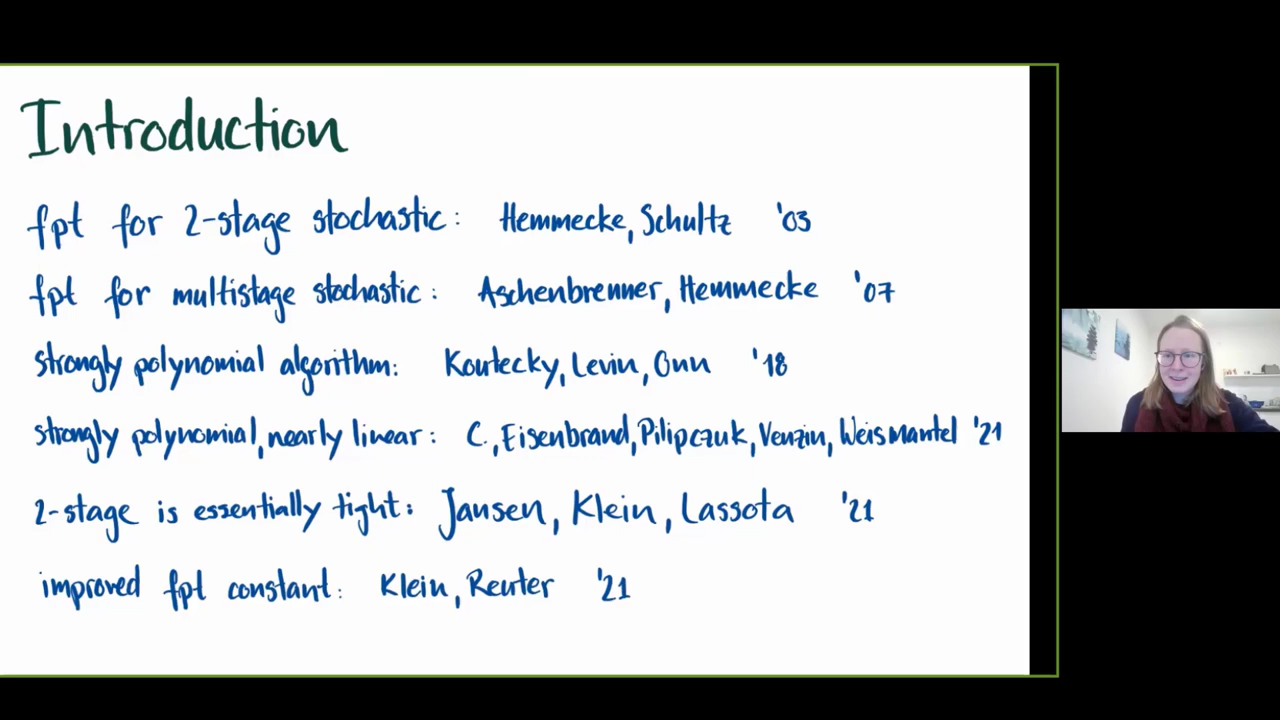 Introduction
fpt for 2-stage stochastic: Hemmecke, Schultz '03
fpt for multistage stochastic: Aschenbrenner, Hemmecke '07
strongly polynomial algorithm: Koutecky, Levin, Onn '18
strongly polynomial, nearly linear: C., Eisenbrand, Pilipczuk, Venzin, Weismantel '21
2-stage is essentially tight: Jansen, Klein, Lassota '21
improved fpt constant: Klein, Reuter '21